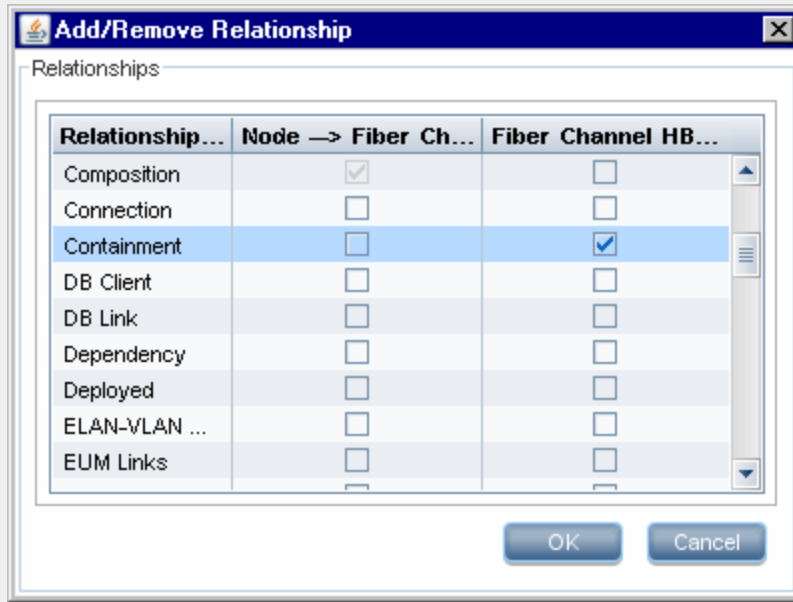 Add/Remove Relationship
Relationships
Relationship... Node —> Fiber Ch... Fiber Channel HB...
Composition
Connection
Containment
DB Client
DB Link
Dependency
Deployed
ELAN-VLAN ...
EUM Links
OK Cancel